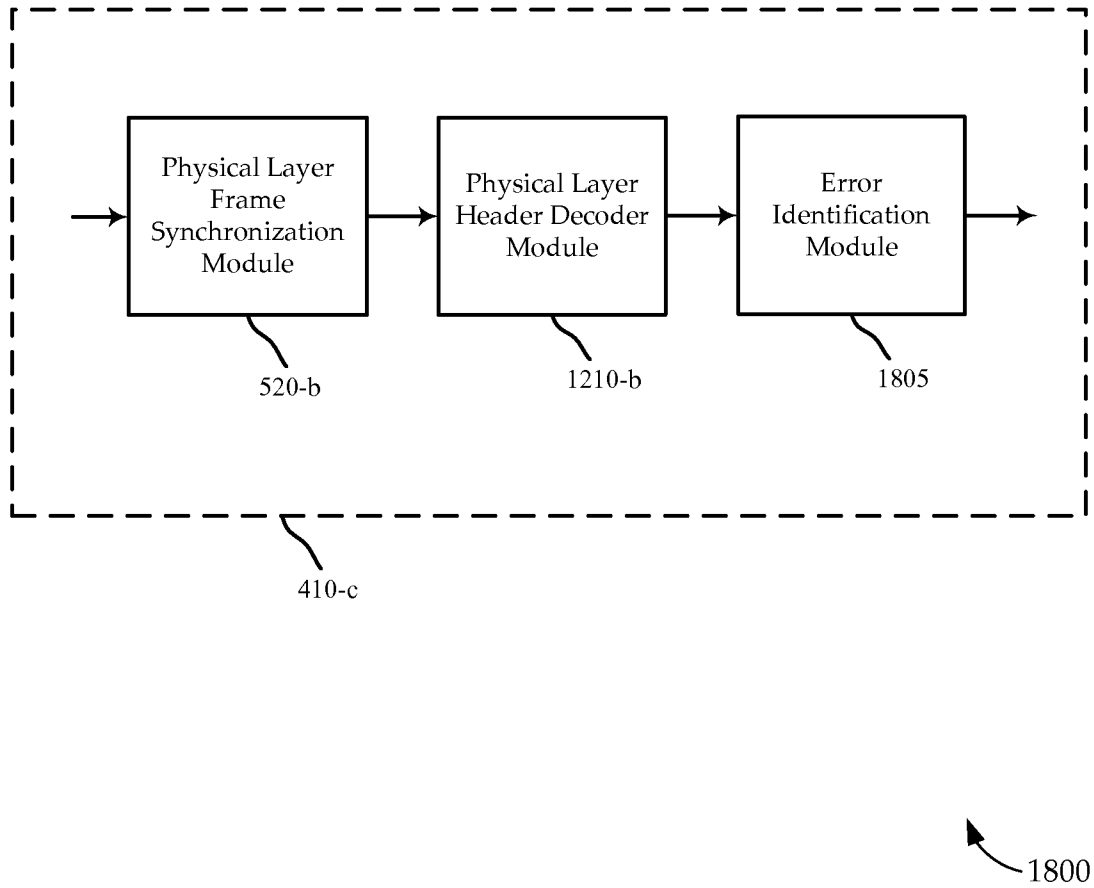 Physical Layer
Frame
Synchronization
Module
Physical Layer
Header Decoder
Module
Error
Identification
Module
520-b
1210-b
1805
410-c
1800